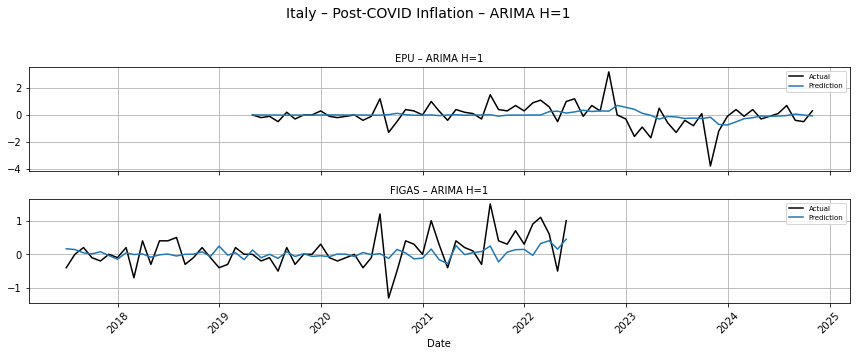 Italy – Post-COVID Inflation – ARIMA H=1
EPU – ARIMA H=1
Actual
Prediction
2
0
−2
−4
FIGAS – ARIMA H=1
Actual
Prediction
1
0
−1
2018
2019
2020
2021
2022
2023
2024
2025
Date